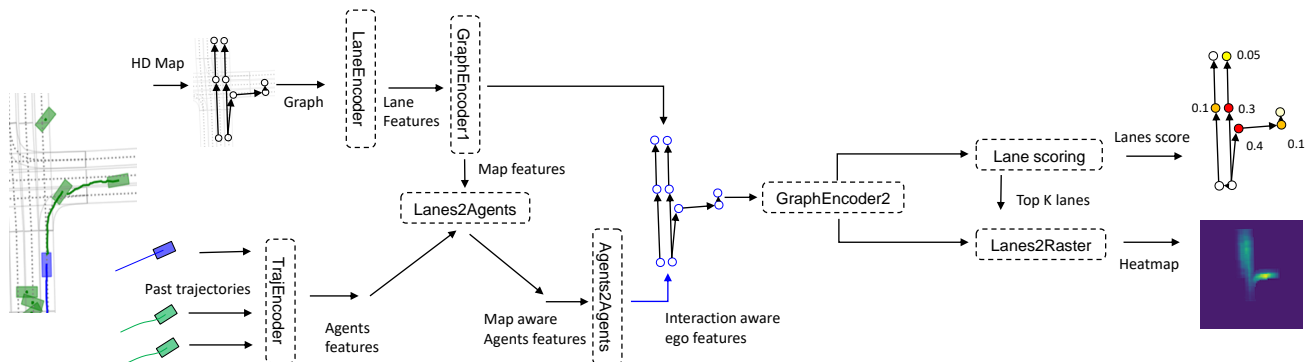 HD Map
Graph
LaneEncoder
Lane
Features
GraphEncoder1
Map features
Lanes2Agents
Past trajectories
TrajEncoder
Agents
features
Map aware
Agents features
Agents2Agents
Interaction aware
ego features
GraphEncoder2
Lane scoring
Top K lanes
Lanes2Raster
Lanes score
Heatmap
0.05
0.1
0.3
0.4
0.1